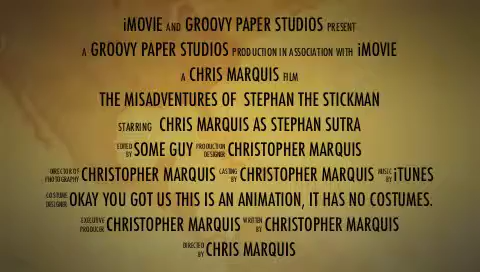 iMOVIE AND GROOVY PAPER STUDIOS PRESENT
A GROOVY PAPER STUDIOS PRODUCTION IN ASSOCIATION WITH iMOVIE
A CHRIS MARQUIS FILM
THE MISADVENTURES OF STEPHAN THE STICKMAN
STARRING CHRIS MARQUIS AS STEPHAN SUTRA
EDITED BY SOME GUY PRODUCTION DESIGNER CHRISTOPHER MARQUIS
DIRECTOR OF PHOTOGRAPHY CHRISTOPHER MARQUIS CASTING BY CHRISTOPHER MARQUIS MUSIC BY iTUNES
COSTUME DESIGNER OKAY YOU GOT US THIS IS AN ANIMATION, IT HAS NO COSTUMES.
EXECUTIVE PRODUCER CHRISTOPHER MARQUIS WRITTEN BY CHRISTOPHER MARQUIS
DIRECTED BY CHRIS MARQUIS